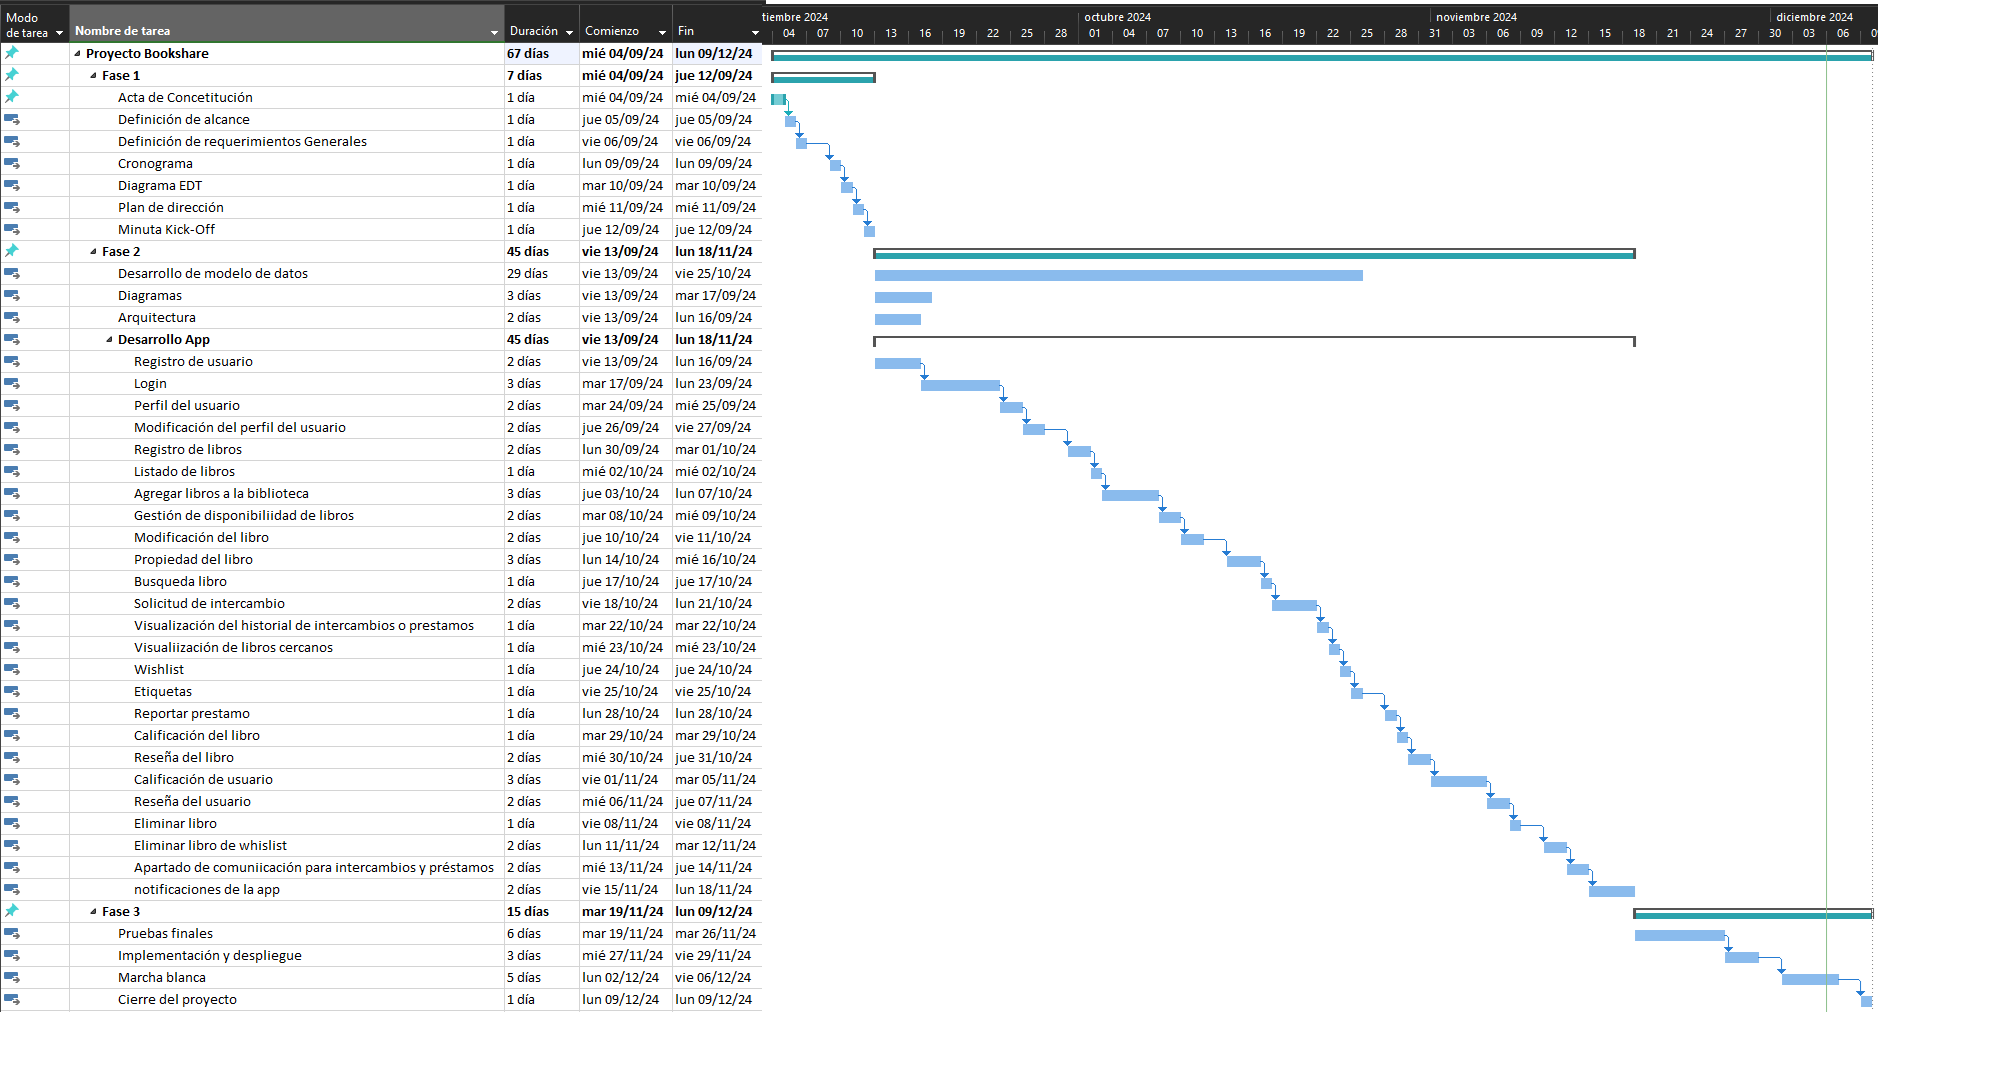 Modo de tarea Nombre de tarea Duración Comienzo Fin
tiembre 2024 octubre 2024 noviembre 2024 diciembre 2024
04 07 10 13 16 19 22 25 28 01 04 07 10 13 16 19 22 25 28 31 03 06 09 12 15 18 21 24 27 30 03 06 0
Proyecto Bookshare 67 días mié 04/09/24 lun 09/12/24
Fase 1 7 días mié 04/09/24 jue 12/09/24
Acta de Concetitución 1 día mié 04/09/24 mié 04/09/24
Definición de alcance 1 día jue 05/09/24 jue 05/09/24
Definición de requerimientos Generales 1 día vie 06/09/24 vie 06/09/24
Cronograma 1 día lun 09/09/24 lun 09/09/24
Diagrama EDT 1 día mar 10/09/24 mar 10/09/24
Plan de dirección 1 día mié 11/09/24 mié 11/09/24
Minuta Kick-Off 1 día jue 12/09/24 jue 12/09/24
Fase 2 45 días vie 13/09/24 lun 18/11/24
Desarrollo de modelo de datos 29 días vie 13/09/24 vie 25/10/24
Diagramas 3 días vie 13/09/24 mar 17/09/24
Arquitectura 2 días vie 13/09/24 lun 16/09/24
Desarrollo App 45 días vie 13/09/24 lun 18/11/24
Registro de usuario 2 días vie 13/09/24 lun 16/09/24
Login 3 días mar 17/09/24 lun 23/09/24
Perfil del usuario 2 días mar 24/09/24 mié 25/09/24
Modificación del perfil del usuario 2 días jue 26/09/24 vie 27/09/24
Registro de libros 2 días lun 30/09/24 mar 01/10/24
Listado de libros 1 día mié 02/10/24 mié 02/10/24
Agregar libros a la biblioteca 3 días jue 03/10/24 lun 07/10/24
Gestión de disponibiliidad de libros 2 días mar 08/10/24 mié 09/10/24
Modificación del libro 2 días jue 10/10/24 vie 11/10/24
Propiedad del libro 3 días lun 14/10/24 mié 16/10/24
Busqueda libro 1 día jue 17/10/24 jue 17/10/24
Solicitud de intercambio 2 días vie 18/10/24 lun 21/10/24
Visualización del historial de intercambios o prestamos 1 día mar 22/10/24 mar 22/10/24
Visualiización de libros cercanos 1 día mié 23/10/24 mié 23/10/24
Wishlist 1 día jue 24/10/24 jue 24/10/24
Etiquetas 1 día vie 25/10/24 vie 25/10/24
Reportar prestamo 1 día lun 28/10/24 lun 28/10/24
Calificación del libro 1 día mar 29/10/24 mar 29/10/24
Reseña del libro 2 días mié 30/10/24 jue 31/10/24
Calificación de usuario 3 días vie 01/11/24 mar 05/11/24
Reseña del usuario 2 días mié 06/11/24 jue 07/11/24
Eliminar libro 1 día vie 08/11/24 vie 08/11/24
Eliminar libro de whislist 2 días lun 11/11/24 mar 12/11/24
Apartado de comuniicación para intercambios y préstamos 2 días mié 13/11/24 jue 14/11/24
notificaciones de la app 2 días vie 15/11/24 lun 18/11/24
Fase 3 15 días mar 19/11/24 lun 09/12/24
Pruebas finales 6 días mar 19/11/24 mar 26/11/24
Implementación y despliegue 3 días mié 27/11/24 vie 29/11/24
Marcha blanca 5 días lun 02/12/24 vie 06/12/24
Cierre del proyecto 1 día lun 09/12/24 lun 09/12/24